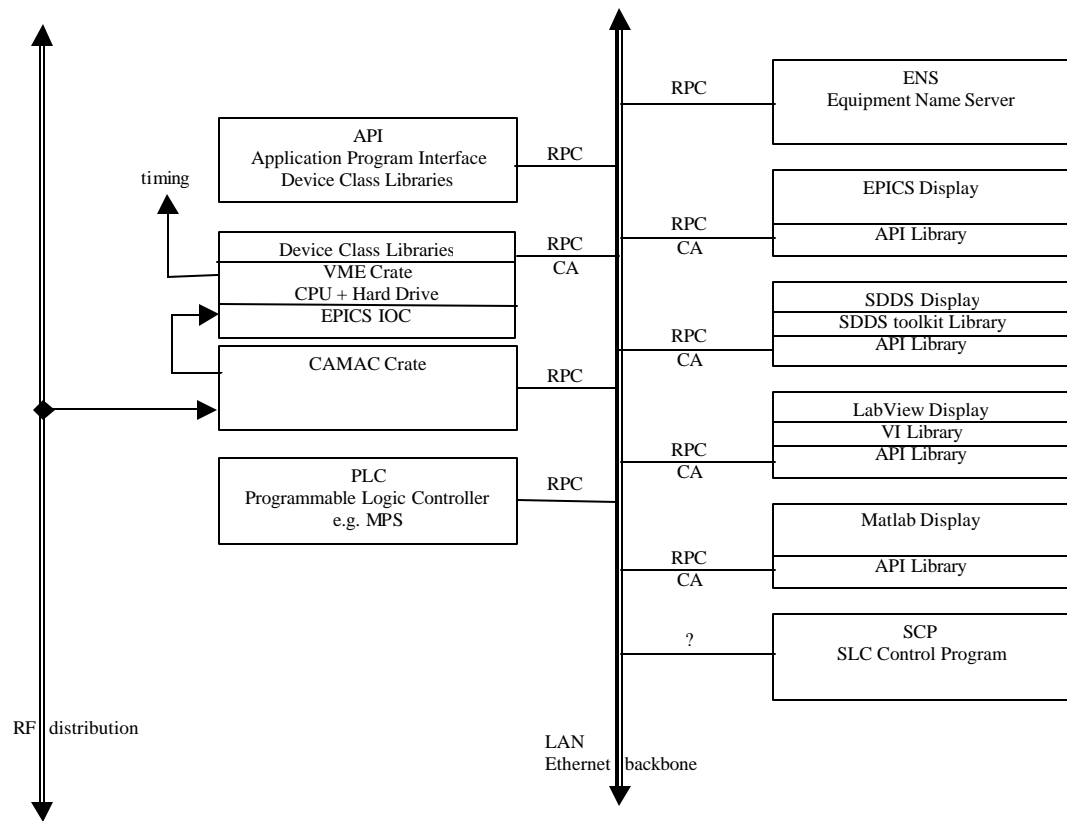 RPC
ENS
Equipment Name Server
API
Application Program Interface
Device Class Libraries
RPC
timing
EPICS Display
API Library
RPC
CA
Device Class Libraries
VME Crate
CPU + Hard Drive
EPICS IOC
RPC
CA
SDDS Display
SDDS toolkit Library
API Library
RPC
CA
CAMAC Crate
RPC
LabView Display
VI Library
API Library
RPC
CA
PLC
Programmable Logic Controller
e.g. MPS
RPC
Matlab Display
API Library
RPC
CA
?
SCP
SLC Control Program
RF distribution
LAN
Ethernet backbone